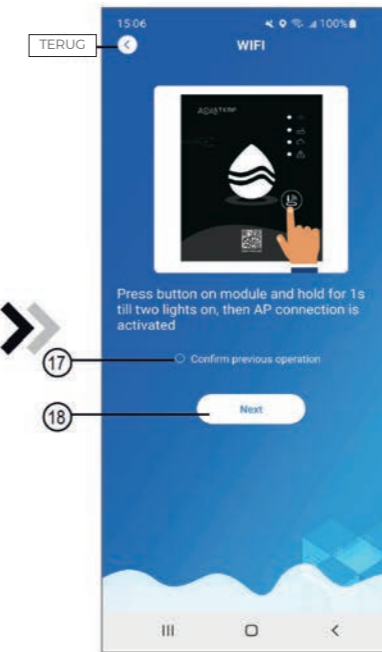 15:06
100%
TERUG
WIFI
AQUATEMP
Press button on module and hold for 1s
till two lights on, then AP connection is
activated
17
Confirm previous operation
18
Next